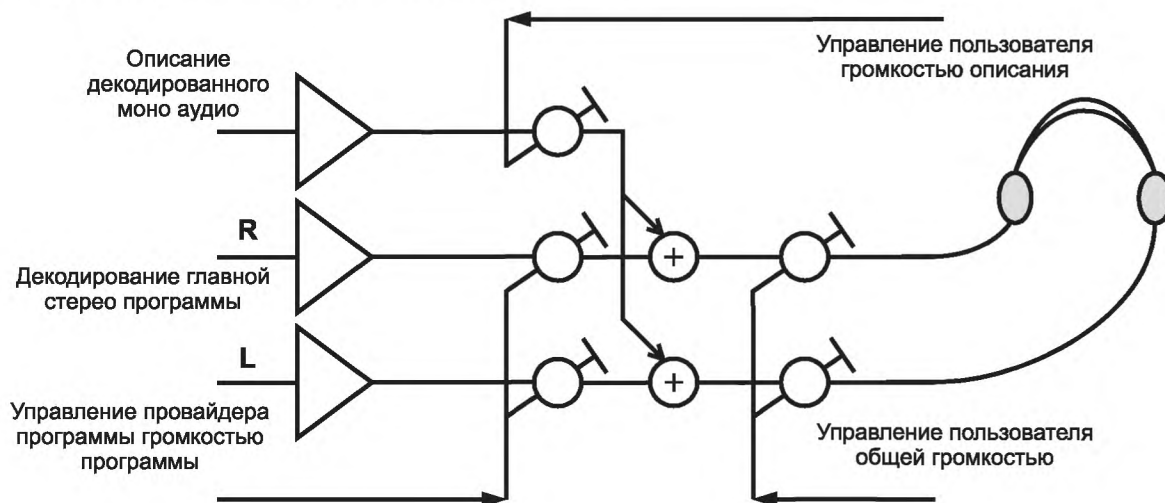 Описание
декодированного
моно аудио
Управление пользователя
громкостью описания
R
Декодирование главной
стерео программы
+
L
+
Управление провайдера
программы громкостью
программы
Управление пользователя
общей громкостью